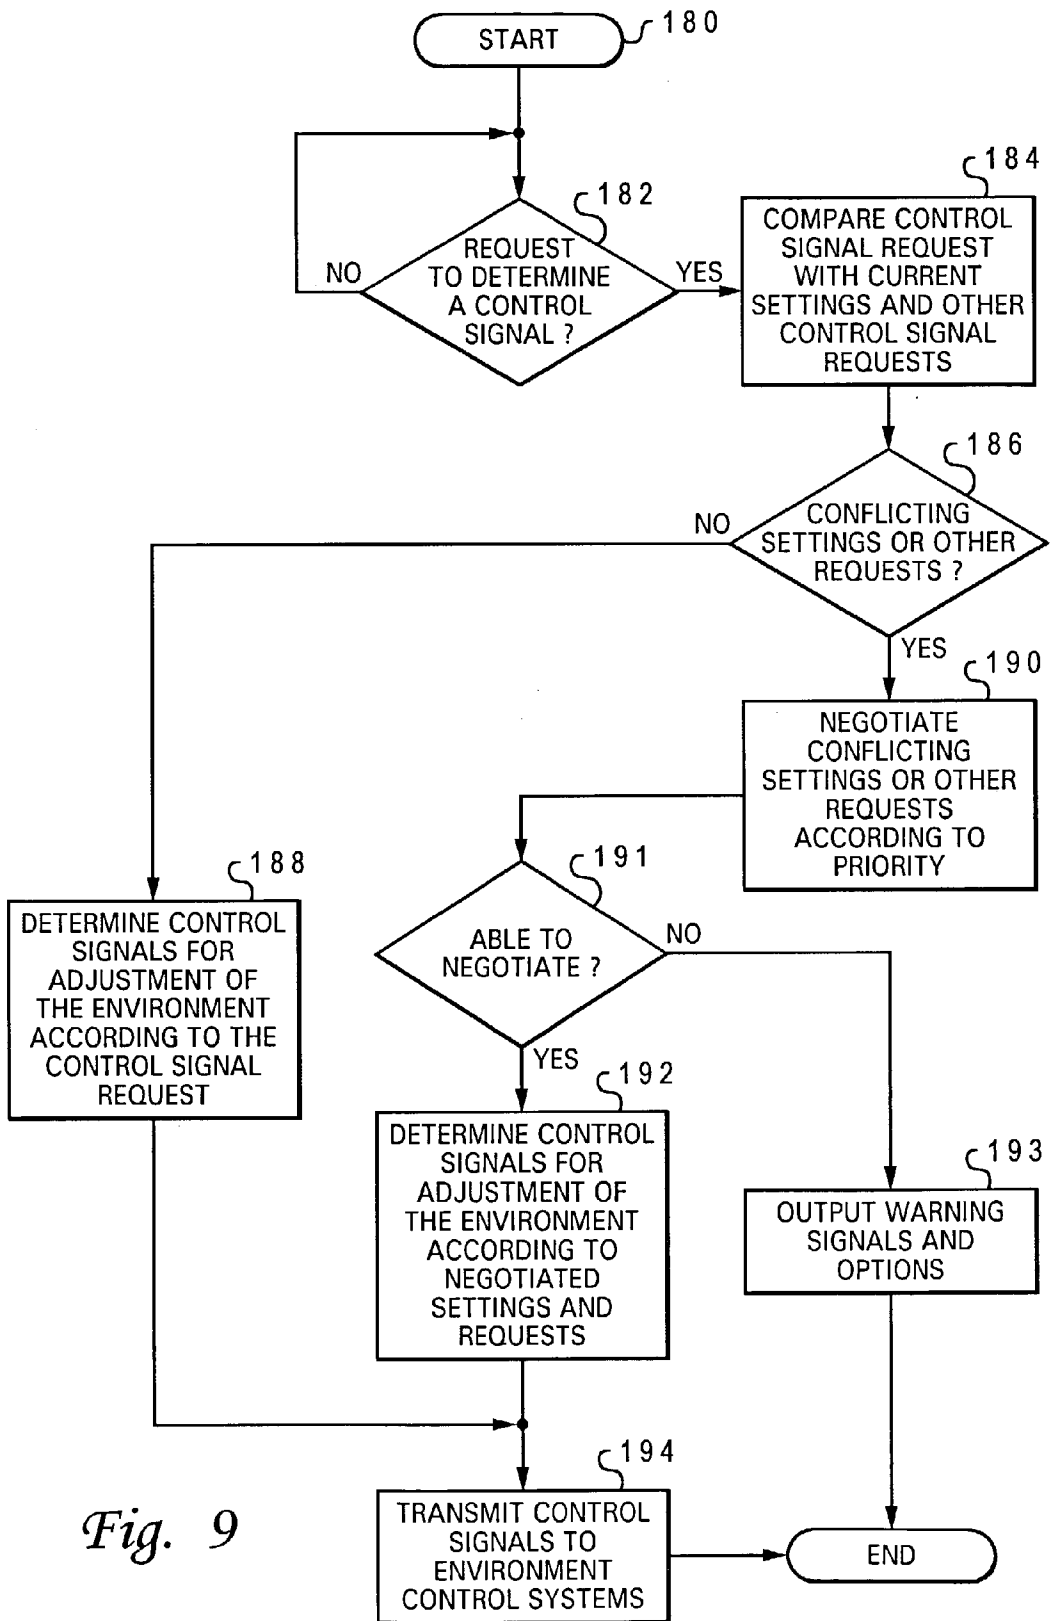 START
180
182
REQUEST
TO DETERMINE
A CONTROL
SIGNAL ?
NO
YES
184
COMPARE CONTROL
SIGNAL REQUEST
WITH CURRENT
SETTINGS AND OTHER
CONTROL SIGNAL
REQUESTS
186
CONFLICTING
SETTINGS OR OTHER
REQUESTS ?
NO
YES
190
NEGOTIATE
CONFLICTING
SETTINGS OR OTHER
REQUESTS
ACCORDING TO
PRIORITY
188
DETERMINE CONTROL
SIGNALS FOR
ADJUSTMENT OF
THE ENVIRONMENT
ACCORDING TO THE
CONTROL SIGNAL
REQUEST
191
ABLE TO
NEGOTIATE ?
NO
YES
192
DETERMINE CONTROL
SIGNALS FOR
ADJUSTMENT OF
THE ENVIRONMENT
ACCORDING TO
NEGOTIATED
SETTINGS AND
REQUESTS
193
OUTPUT WARNING
SIGNALS AND
OPTIONS
194
TRANSMIT CONTROL
SIGNALS TO
ENVIRONMENT
CONTROL SYSTEMS
END
Fig. 9